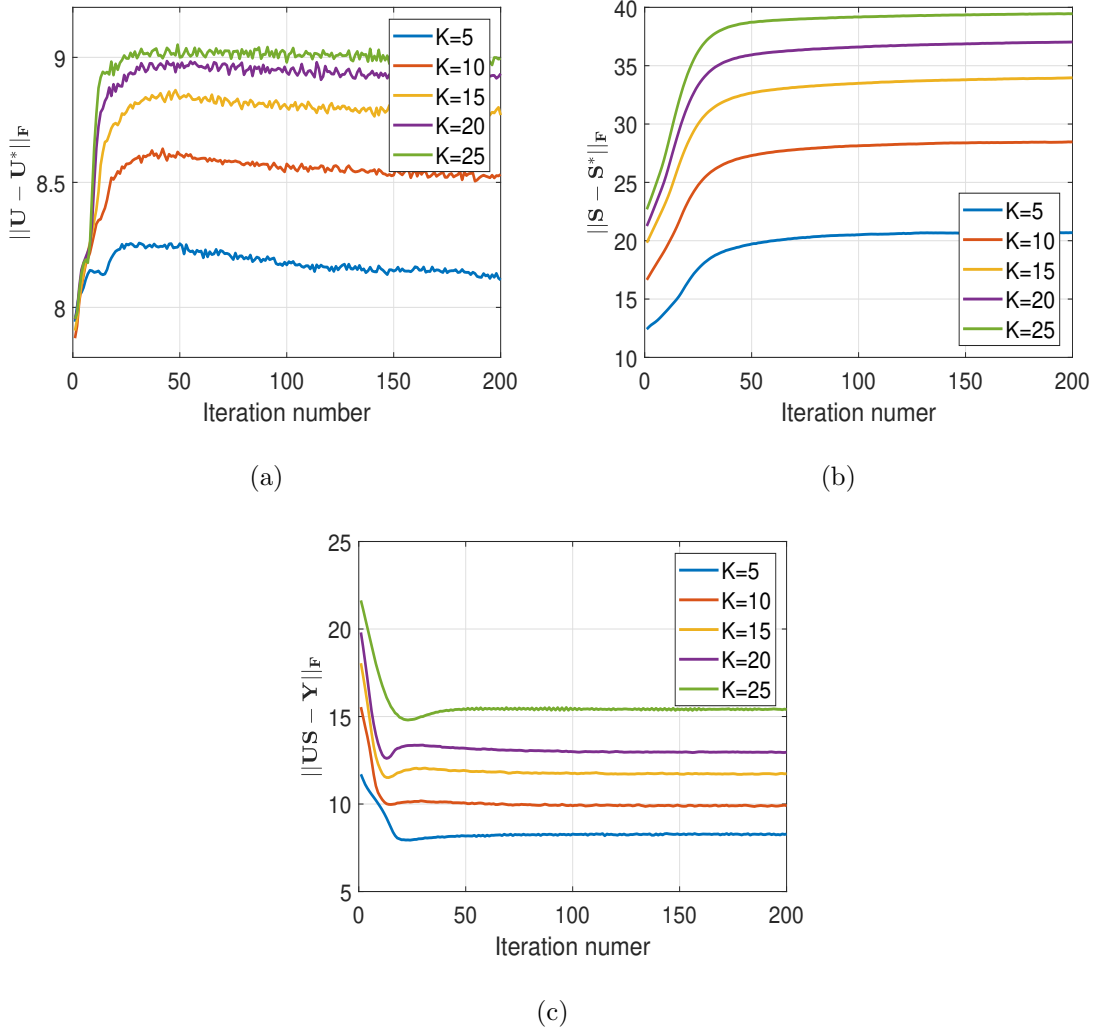 9
8.5
8
0
50
100
150
200
||U − U*||F
Iteration number
K=5
K=10
K=15
K=20
K=25
(a)
40
35
30
25
20
15
10
0
50
100
150
200
||S − S*||F
Iteration numer
K=5
K=10
K=15
K=20
K=25
(b)
25
20
15
10
5
0
50
100
150
200
||US − Y||F
Iteration numer
K=5
K=10
K=15
K=20
K=25
(c)